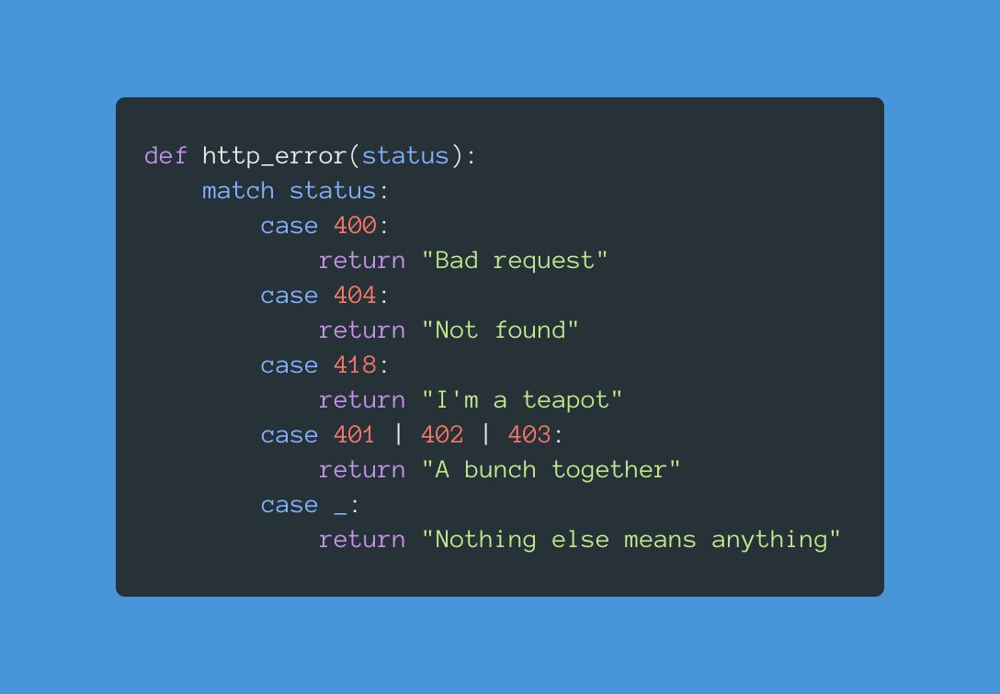 def http_error(status):
    match status:
        case 400:
            return "Bad request"
        case 404:
            return "Not found"
        case 418:
            return "I'm a teapot"
        case 401 | 402 | 403:
            return "A bunch together"
        case _:
            return "Nothing else means anything"